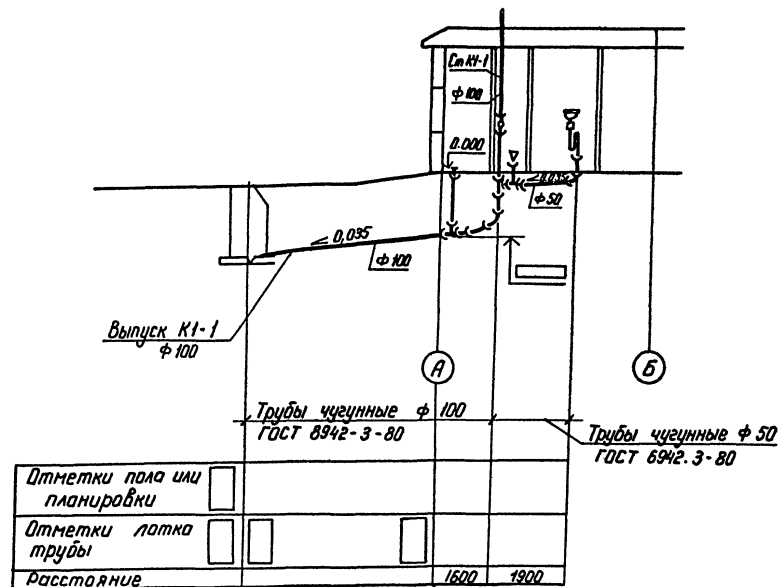 Ст К1-1
ф 100
0.000
0.035
ф 50
0,035
ф 100
Выпуск К1-1
ф 100
А
Б
Трубы чугунные ф 100
ГОСТ 8942-3-80
Трубы чугунные ф 50
ГОСТ 6942.3-80
Отметки пола или
планировки
Отметки лотка
трубы
Расстояние
1600
1900